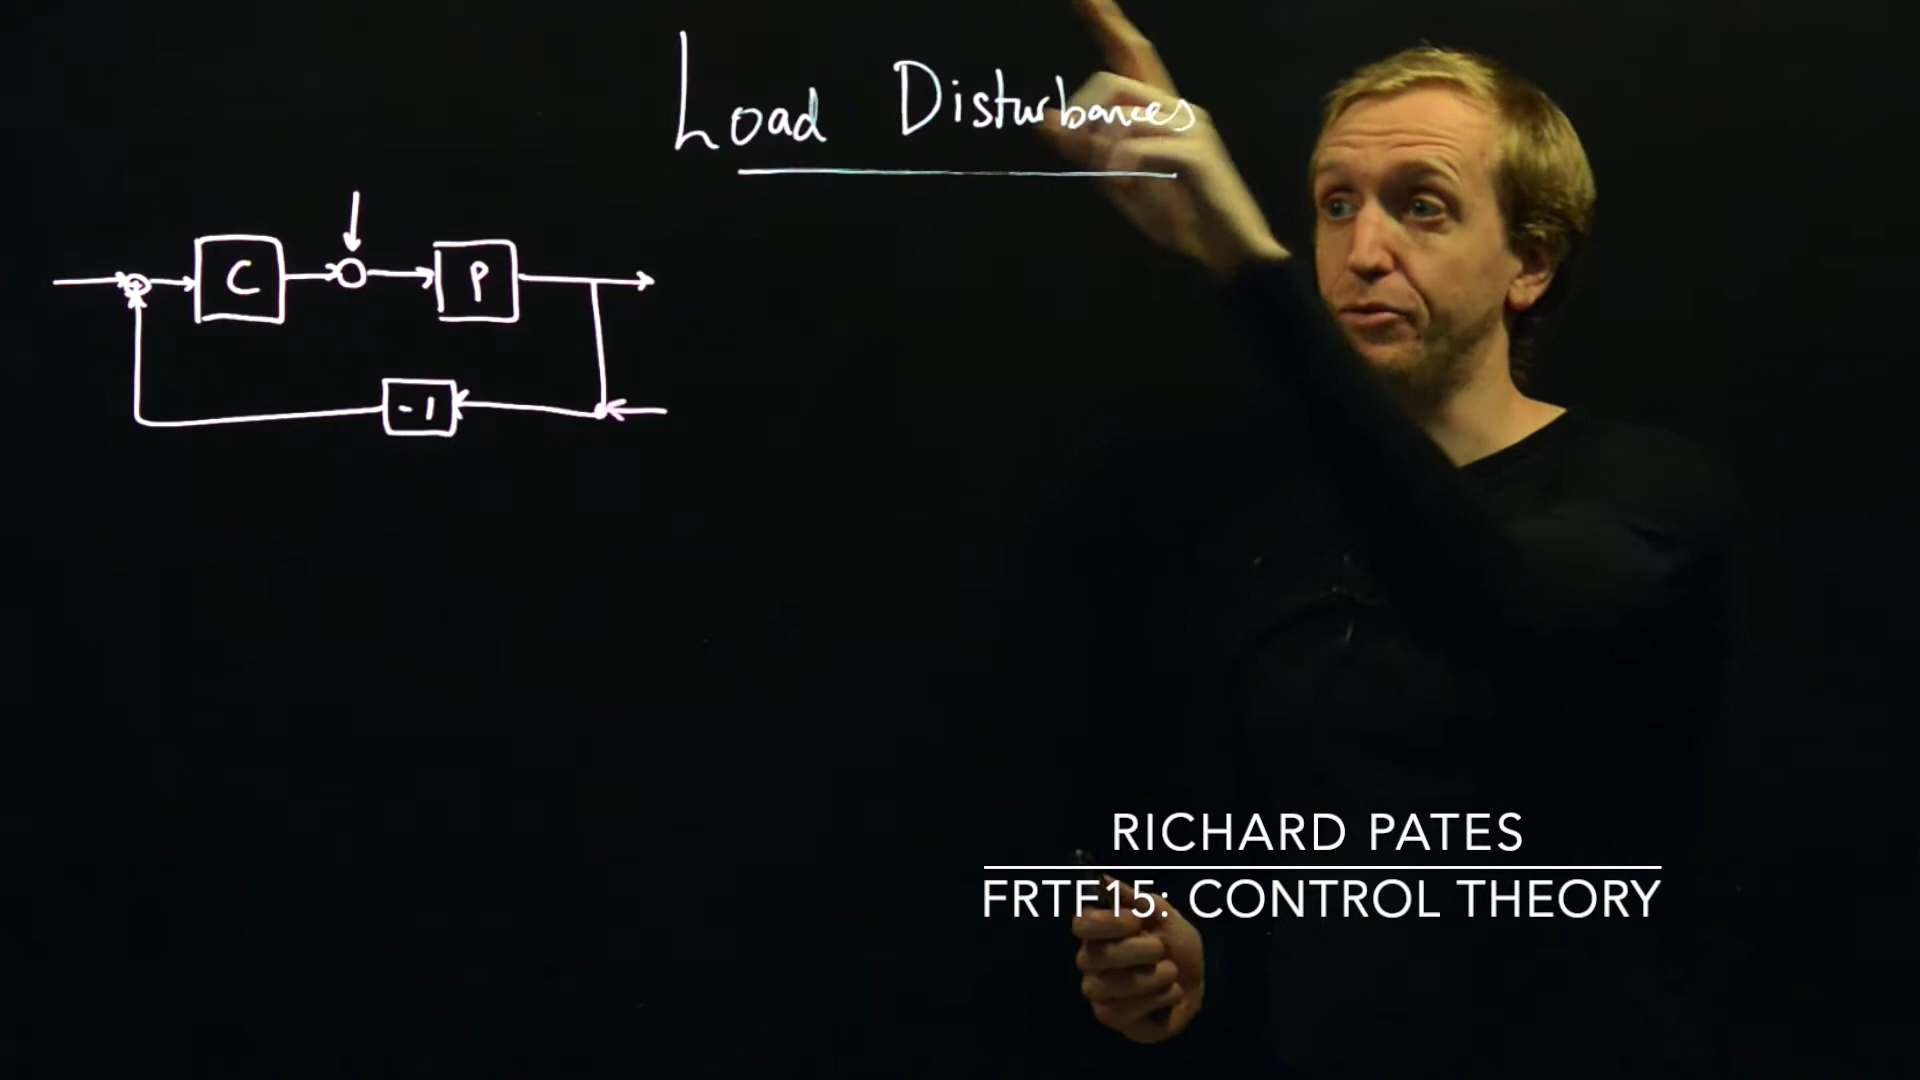 Load Disturbances
C
P
-1
RICHARD PATES
FRTF15: CONTROL THEORY